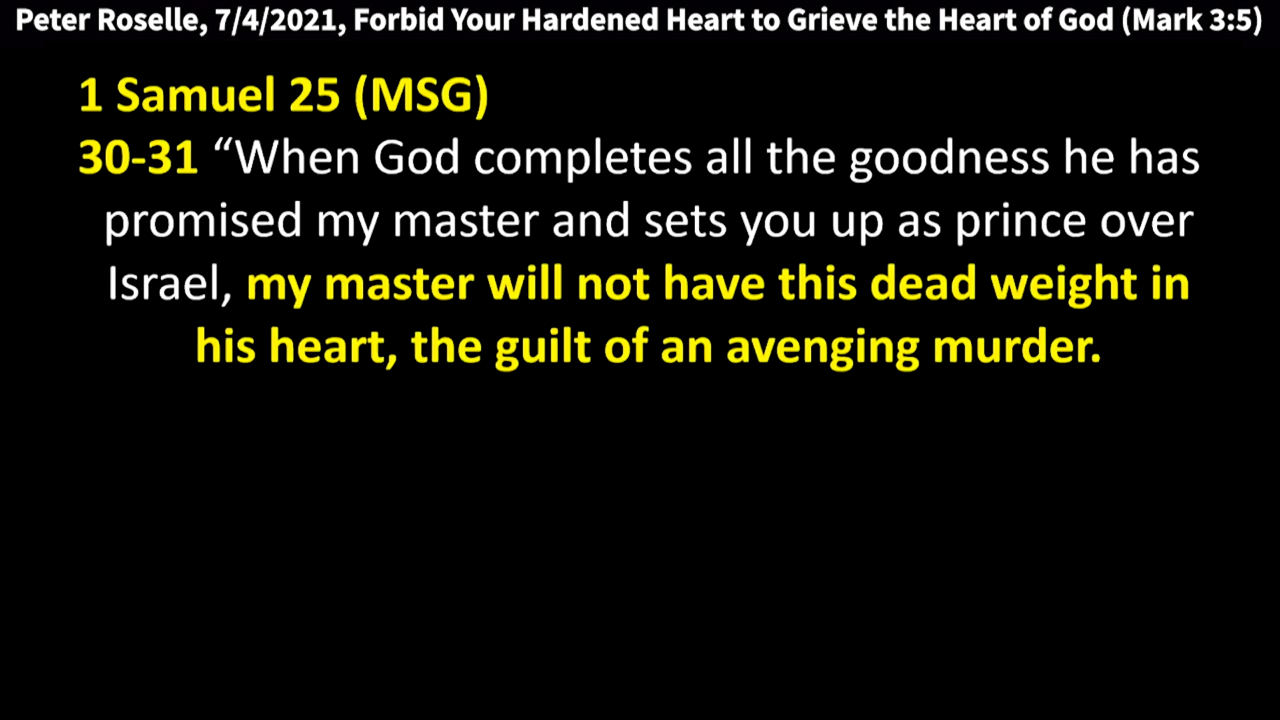 Peter Roselle, 7/4/2021, Forbid Your Hardened Heart to Grieve the Heart of God (Mark 3:5)
1 Samuel 25 (MSG)
30-31 “When God completes all the goodness he has
promised my master and sets you up as prince over
Israel, my master will not have this dead weight in
his heart, the guilt of an avenging murder.